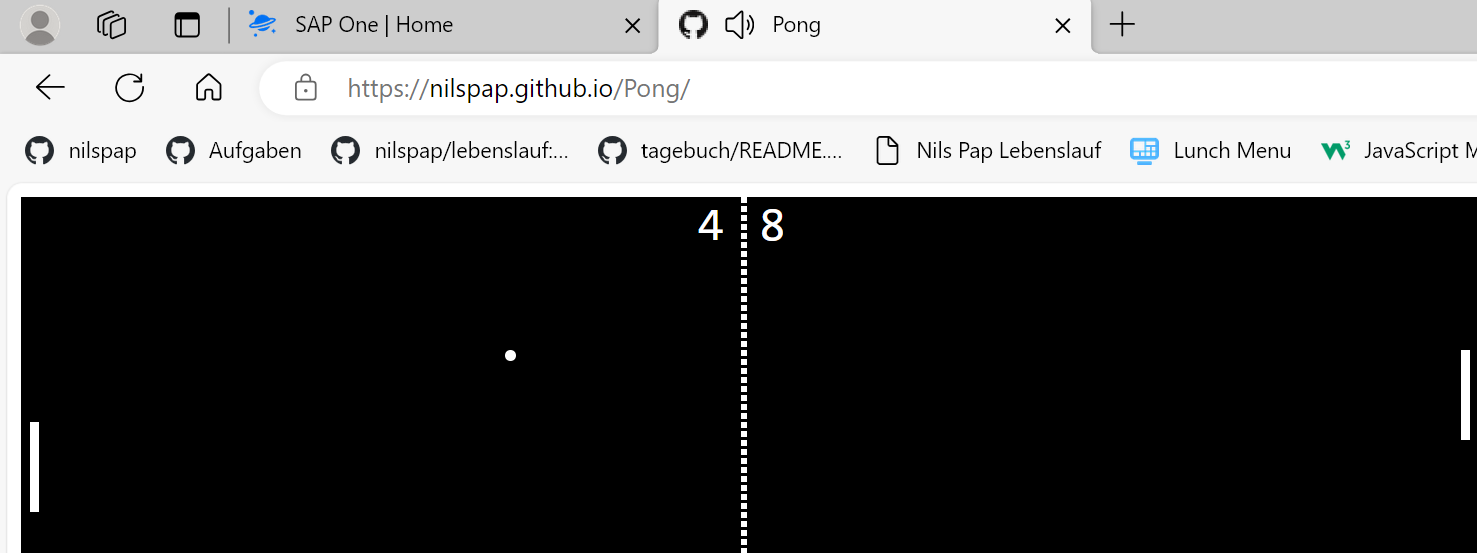 SAP One | Home Pong
https://nilspap.github.io/Pong/
nilspap Aufgaben nilspap/lebenslauf:... tagebuch/README.... Nils Pap Lebenslauf Lunch Menu JavaScript M
4 8